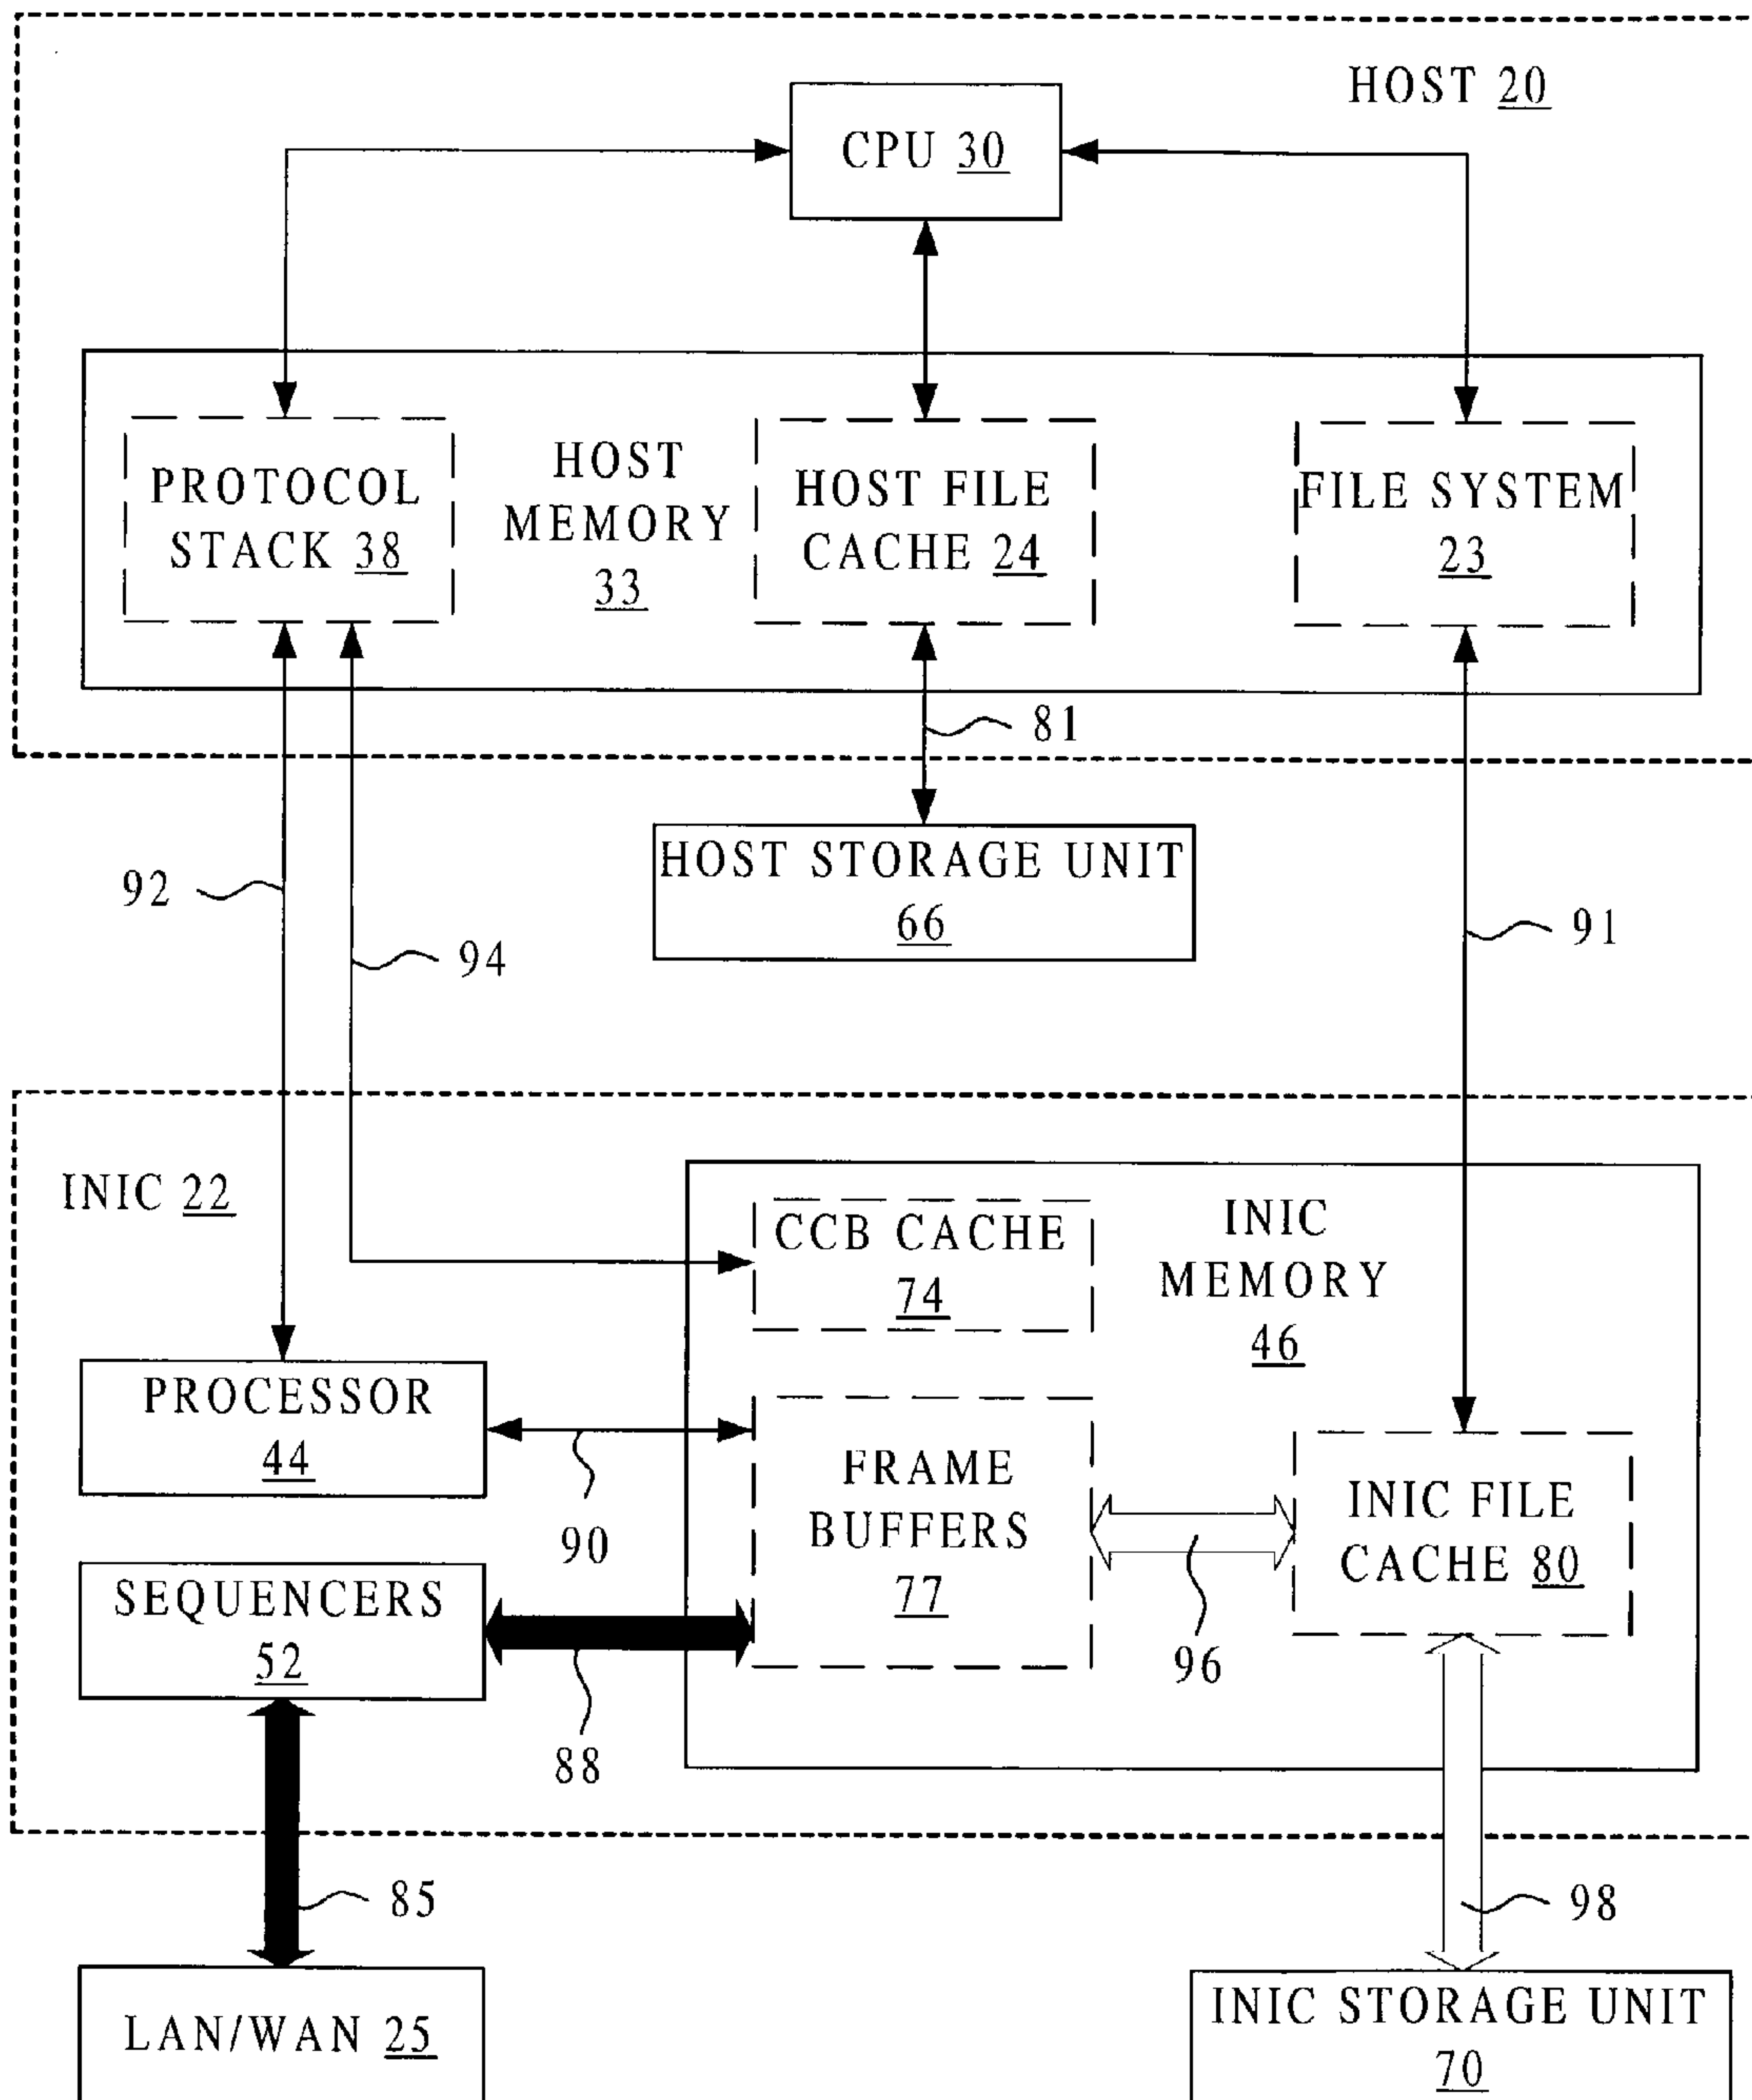 HOST 20
CPU 30
PROTOCOL
STACK 38
HOST
MEMORY
33
HOST FILE
CACHE 24
FILE SYSTEM
23
81
HOST STORAGE UNIT
66
92
94
91
INIC 22
CCB CACHE
74
INIC
MEMORY
46
PROCESSOR
44
90
FRAME
BUFFERS
77
INIC FILE
CACHE 80
SEQUENCERS
52
88
96
85
98
LAN/WAN 25
INIC STORAGE UNIT
70